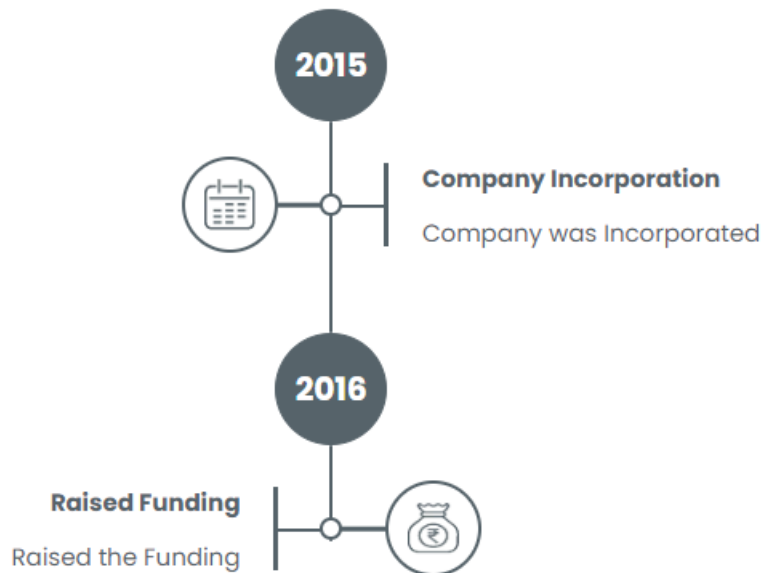 2015
Company Incorporation
Company was Incorporated
2016
Raised Funding
₹
Raised the Funding